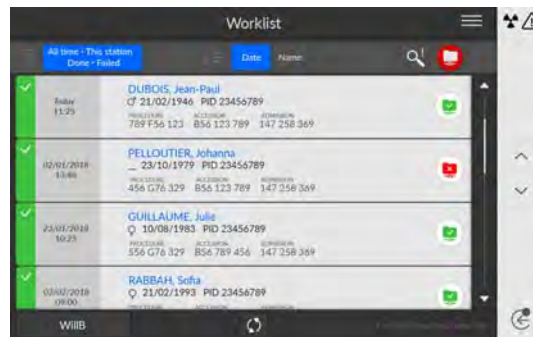 Worklist
All time - This station
Done - Failed
Date Name
DUBOIS, Jean-Paul
Today
11:25
21/02/1946 PID 23456789
PROCEDURE ACCESSION ADMISSION
789 F56 123 B56 123 789 147 258 369
PELLOUTIER, Johanna
02/01/2018
23/10/1979 PID 23456789
PROCEDURE ACCESSION ADMISSION
456 G76 329 B56 123 789 147 258 369
GUILLAUME, Julie
23/01/2018
10:25
10/08/1983 PID 23456789
PROCEDURE ACCESSION ADMISSION
556 G76 329 B56 789 456 147 258 369
RABBAH, Sofia
02/02/2018
09:00
21/02/1993 PID 23456789
WillB